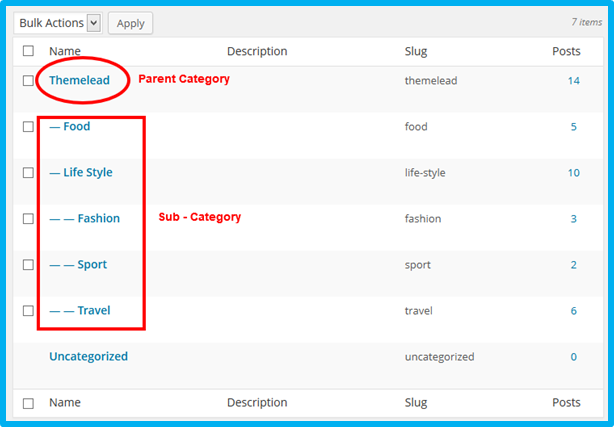 Bulk Actions Apply 7 items
Name Description Slug Posts
Themelead Parent Category themelead 14
— Food food 5
— Life Style life-style 10
— — Fashion Sub - Category fashion 3
— — Sport sport 2
— — Travel travel 6
Uncategorized uncategorized 0
Name Description Slug Posts